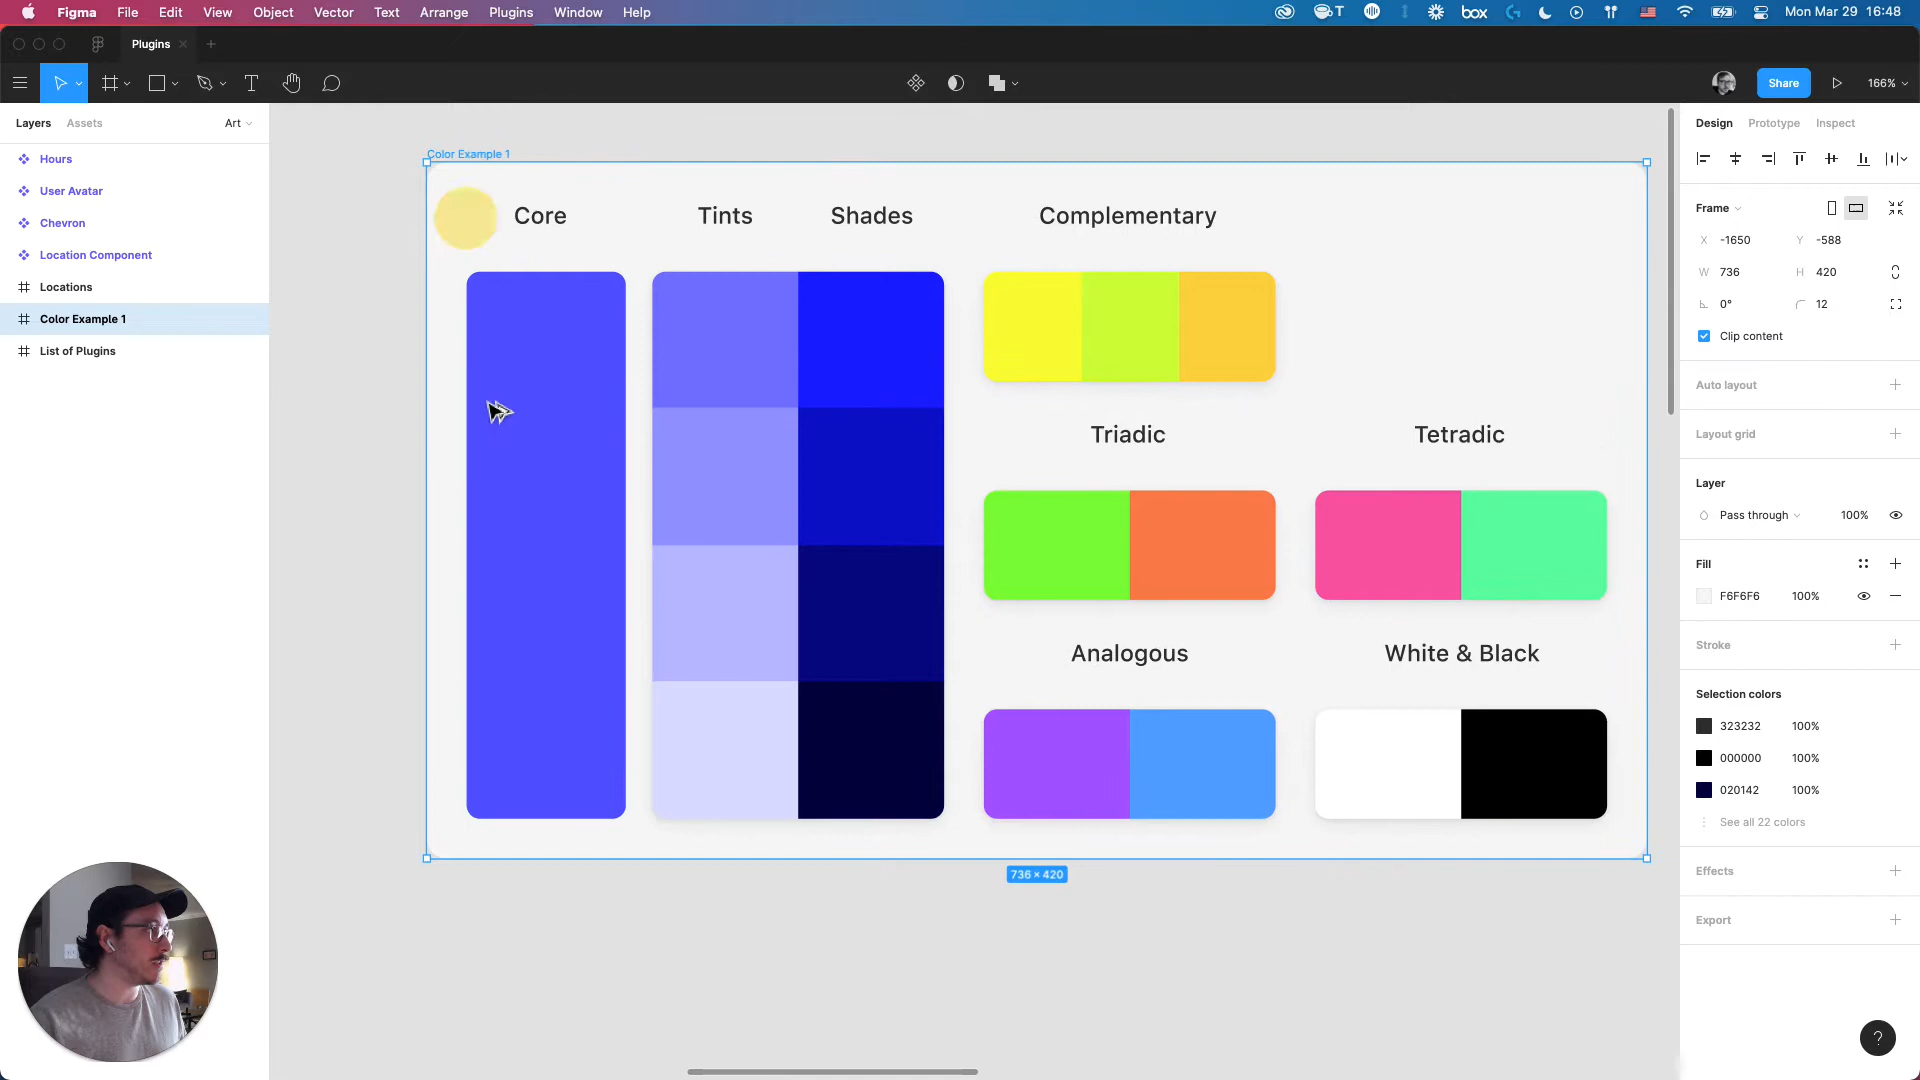 Figma File Edit View Object Vector Text Arrange Plugins Window Help
T box Mon Mar 29 16:48
Plugins
Share 166%
Layers Assets Art
Hours
User Avatar
Chevron
Location Component
Locations
Color Example 1
List of Plugins
Color Example 1
Core Tints Shades Complementary
Triadic Tetradic
Analogous White & Black
736 × 420
Design Prototype Inspect
Frame
X -1650 Y -588
W 736 H 420
0° 12
Clip content
Auto layout
Layout grid
Layer
Pass through 100%
Fill
F6F6F6 100%
Stroke
Selection colors
323232 100%
000000 100%
020142 100%
See all 22 colors
Effects
Export
?